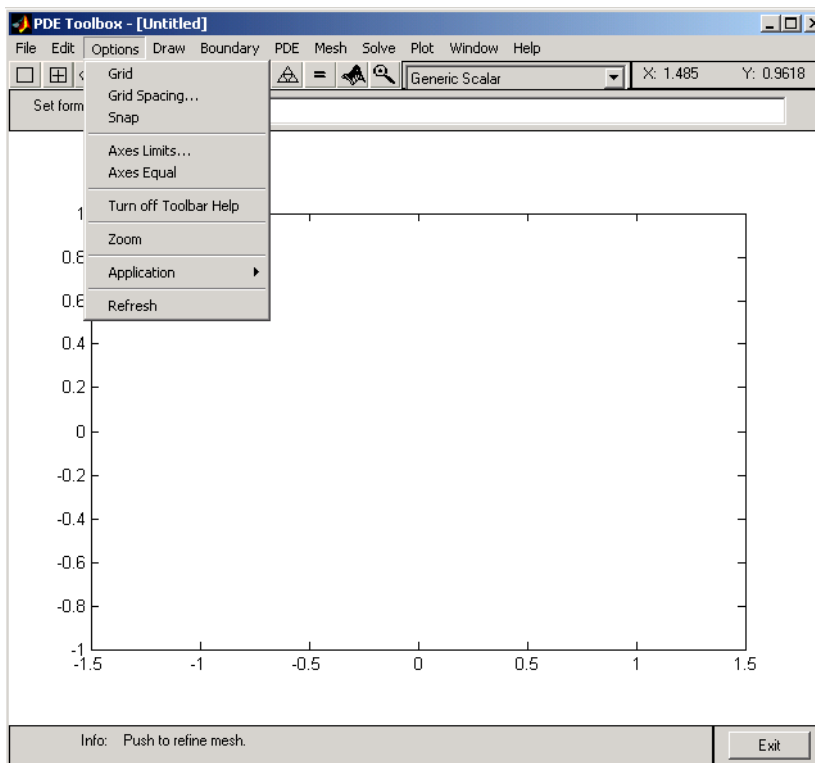 PDE Toolbox - [Untitled]
File Edit Options Draw Boundary PDE Mesh Solve Plot Window Help
= Generic Scalar X: 1.485 Y: 0.9618
Set form
Grid
Grid Spacing...
Snap
Axes Limits...
Axes Equal
Turn off Toolbar Help
Zoom
Application
Refresh
1
0.8
0.6
0.4
0.2
0
-0.2
-0.4
-0.6
-0.8
-1
-1.5 -1 -0.5 0 0.5 1 1.5
Info: Push to refine mesh.
Exit